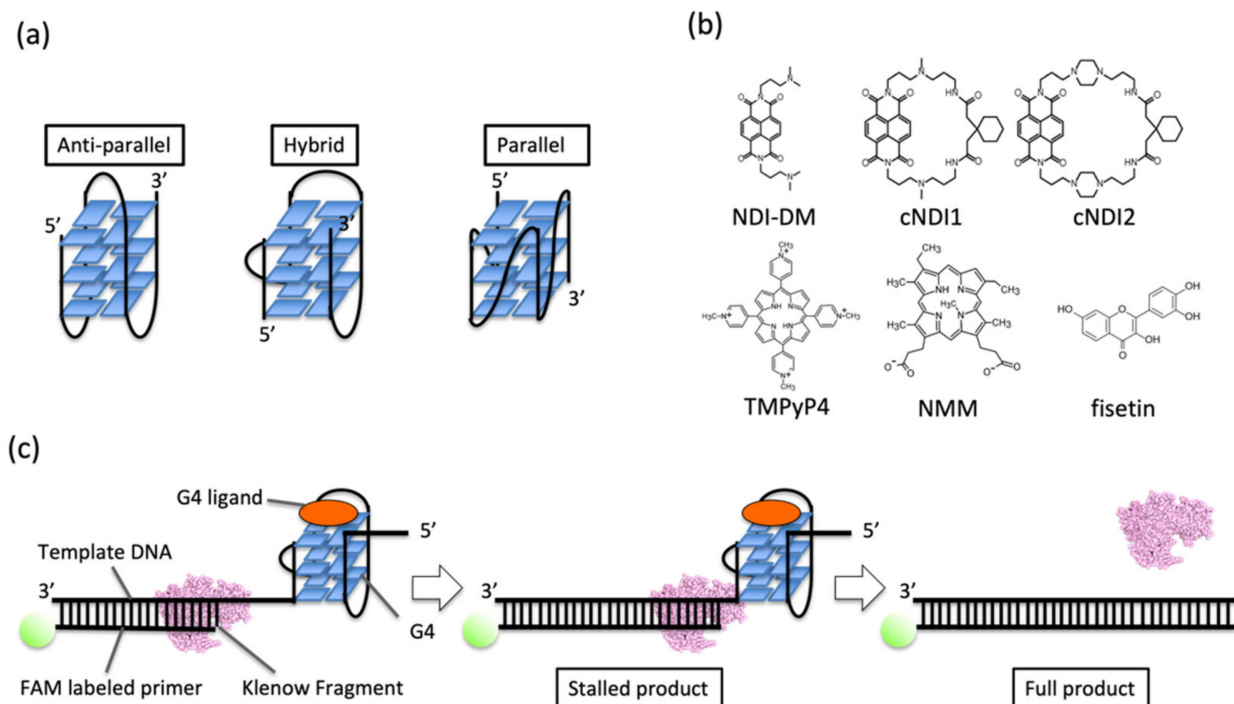 (a)
Anti-parallel
3’
5’
Hybrid
3’
5’
Parallel
5’
3’
(b)
NDI-DM
cNDI1
cNDI2
TMPyP4
NMM
fisetin
(c)
G4 ligand
Template DNA
3’
5’
G4
FAM labeled primer
Klenow Fragment
3’
5’
Stalled product
3’
Full product